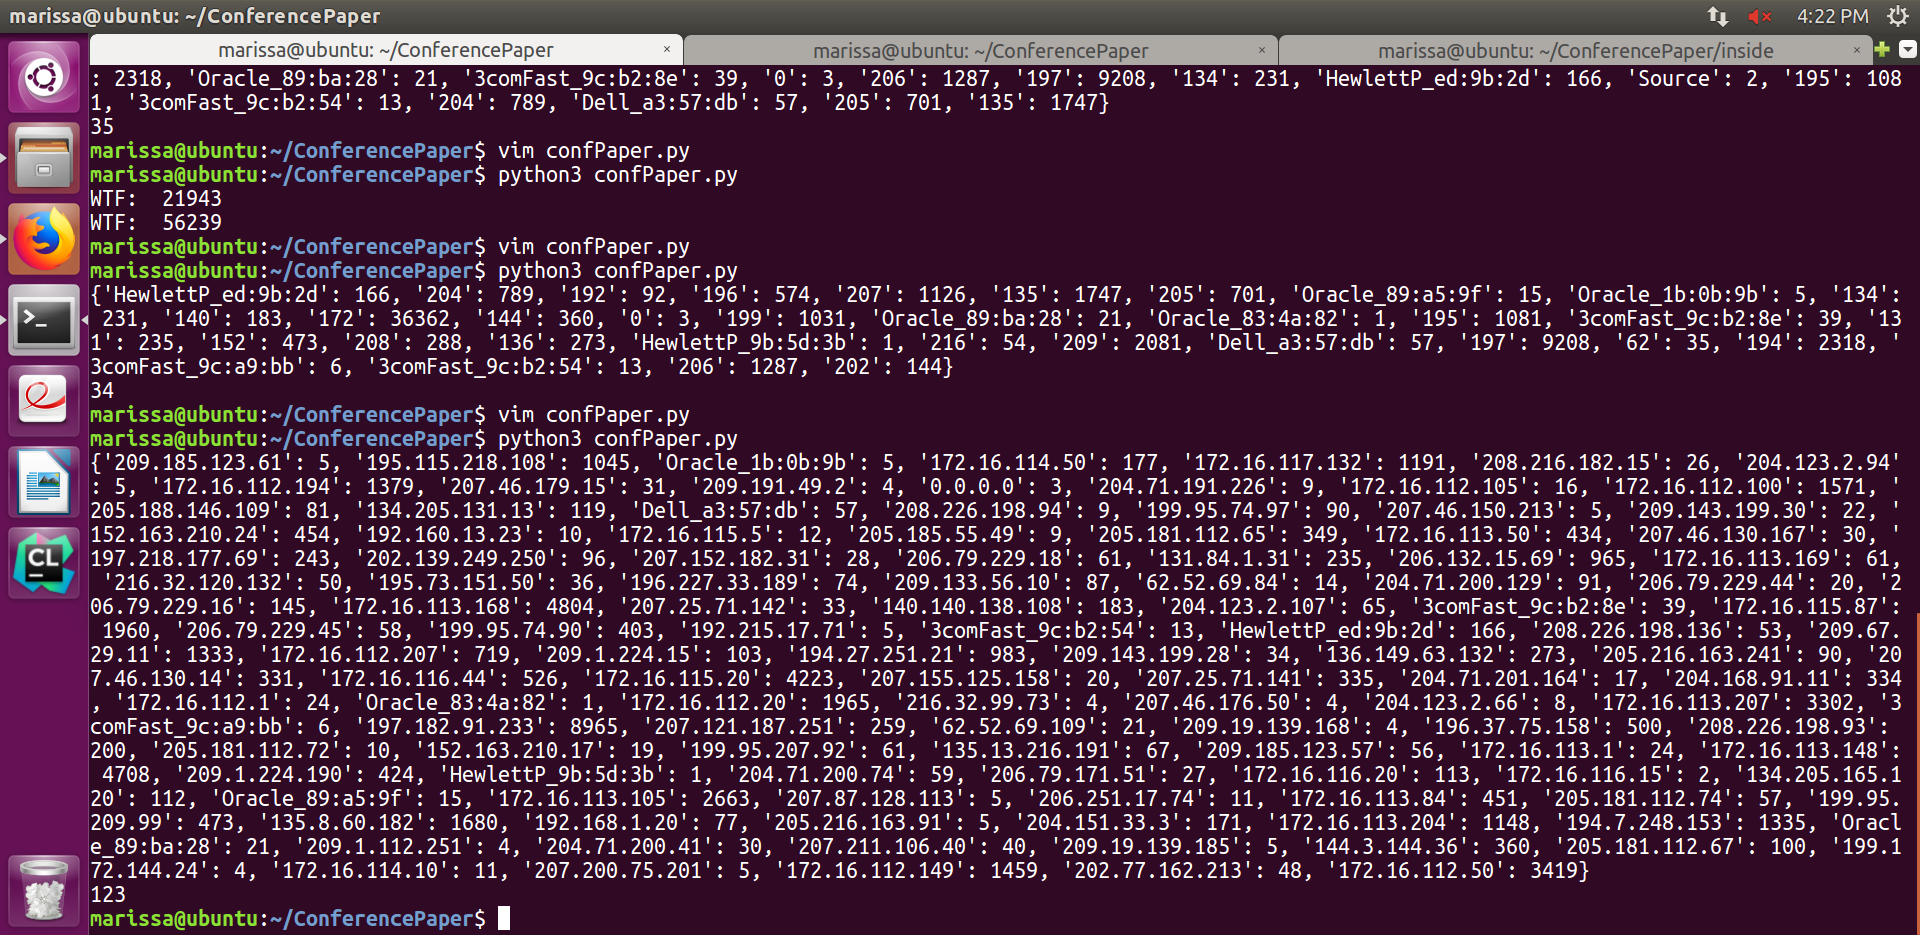 marissa@ubuntu: ~/ConferencePaper
4:22 PM
marissa@ubuntu: ~/ConferencePaper ×
marissa@ubuntu: ~/ConferencePaper ×
marissa@ubuntu: ~/ConferencePaper/inside ×
: 2318, 'Oracle_89:ba:28': 21, '3comFast_9c:b2:8e': 39, '0': 3, '206': 1287, '197': 9208, '134': 231, 'HewlettP_ed:9b:2d': 166, 'Source': 2, '195': 108
1, '3comFast_9c:b2:54': 13, '204': 789, 'Dell_a3:57:db': 57, '205': 701, '135': 1747}
35
marissa@ubuntu:~/ConferencePaper$ vim confPaper.py
marissa@ubuntu:~/ConferencePaper$ python3 confPaper.py
WTF:  21943
WTF:  56239
marissa@ubuntu:~/ConferencePaper$ vim confPaper.py
marissa@ubuntu:~/ConferencePaper$ python3 confPaper.py
{'HewlettP_ed:9b:2d': 166, '204': 789, '192': 92, '196': 574, '207': 1126, '135': 1747, '205': 701, 'Oracle_89:a5:9f': 15, 'Oracle_1b:0b:9b': 5, '134':
 231, '140': 183, '172': 36362, '144': 360, '0': 3, '199': 1031, 'Oracle_89:ba:28': 21, 'Oracle_83:4a:82': 1, '195': 1081, '3comFast_9c:b2:8e': 39, '13
1': 235, '152': 473, '208': 288, '136': 273, 'HewlettP_9b:5d:3b': 1, '216': 54, '209': 2081, 'Dell_a3:57:db': 57, '197': 9208, '62': 35, '194': 2318, '
3comFast_9c:a9:bb': 6, '3comFast_9c:b2:54': 13, '206': 1287, '202': 144}
34
marissa@ubuntu:~/ConferencePaper$ vim confPaper.py
marissa@ubuntu:~/ConferencePaper$ python3 confPaper.py
{'209.185.123.61': 5, '195.115.218.108': 1045, 'Oracle_1b:0b:9b': 5, '172.16.114.50': 177, '172.16.117.132': 1191, '208.216.182.15': 26, '204.123.2.94'
: 5, '172.16.112.194': 1379, '207.46.179.15': 31, '209.191.49.2': 4, '0.0.0.0': 3, '204.71.191.226': 9, '172.16.112.105': 16, '172.16.112.100': 1571, '
205.188.146.109': 81, '134.205.131.13': 119, 'Dell_a3:57:db': 57, '208.226.198.94': 9, '199.95.74.97': 90, '207.46.150.213': 5, '209.143.199.30': 22, '
152.163.210.24': 454, '192.160.13.23': 10, '172.16.115.5': 12, '205.185.55.49': 9, '205.181.112.65': 349, '172.16.113.50': 434, '207.46.130.167': 30, '
197.218.177.69': 243, '202.139.249.250': 96, '207.152.182.31': 28, '206.79.229.18': 61, '131.84.1.31': 235, '206.132.15.69': 965, '172.16.113.169': 61,
 '216.32.120.132': 50, '195.73.151.50': 36, '196.227.33.189': 74, '209.133.56.10': 87, '62.52.69.84': 14, '204.71.200.129': 91, '206.79.229.44': 20, '2
06.79.229.16': 145, '172.16.113.168': 4804, '207.25.71.142': 33, '140.140.138.108': 183, '204.123.2.107': 65, '3comFast_9c:b2:8e': 39, '172.16.115.87':
 1960, '206.79.229.45': 58, '199.95.74.90': 403, '192.215.17.71': 5, '3comFast_9c:b2:54': 13, 'HewlettP_ed:9b:2d': 166, '208.226.198.136': 53, '209.67.
29.11': 1333, '172.16.112.207': 719, '209.1.224.15': 103, '194.27.251.21': 983, '209.143.199.28': 34, '136.149.63.132': 273, '205.216.163.241': 90, '20
7.46.130.14': 331, '172.16.116.44': 526, '172.16.115.20': 4223, '207.155.125.158': 20, '207.25.71.141': 335, '204.71.201.164': 17, '204.168.91.11': 334
, '172.16.112.1': 24, 'Oracle_83:4a:82': 1, '172.16.112.20': 1965, '216.32.99.73': 4, '207.46.176.50': 4, '204.123.2.66': 8, '172.16.113.207': 3302, '3
comFast_9c:a9:bb': 6, '197.182.91.233': 8965, '207.121.187.251': 259, '62.52.69.109': 21, '209.19.139.168': 4, '196.37.75.158': 500, '208.226.198.93':
200, '205.181.112.72': 10, '152.163.210.17': 19, '199.95.207.92': 61, '135.13.216.191': 67, '209.185.123.57': 56, '172.16.113.1': 24, '172.16.113.148':
 4708, '209.1.224.190': 424, 'HewlettP_9b:5d:3b': 1, '204.71.200.74': 59, '206.79.171.51': 27, '172.16.116.20': 113, '172.16.116.15': 2, '134.205.165.1
20': 112, 'Oracle_89:a5:9f': 15, '172.16.113.105': 2663, '207.87.128.113': 5, '206.251.17.74': 11, '172.16.113.84': 451, '205.181.112.74': 57, '199.95.
209.99': 473, '135.8.60.182': 1680, '192.168.1.20': 77, '205.216.163.91': 5, '204.151.33.3': 171, '172.16.113.204': 1148, '194.7.248.153': 1335, 'Oracl
e_89:ba:28': 21, '209.1.112.251': 4, '204.71.200.41': 30, '207.211.106.40': 40, '209.19.139.185': 5, '144.3.144.36': 360, '205.181.112.67': 100, '199.1
72.144.24': 4, '172.16.114.10': 11, '207.200.75.201': 5, '172.16.112.149': 1459, '202.77.162.213': 48, '172.16.112.50': 3419}
123
marissa@ubuntu:~/ConferencePaper$
>_
CL